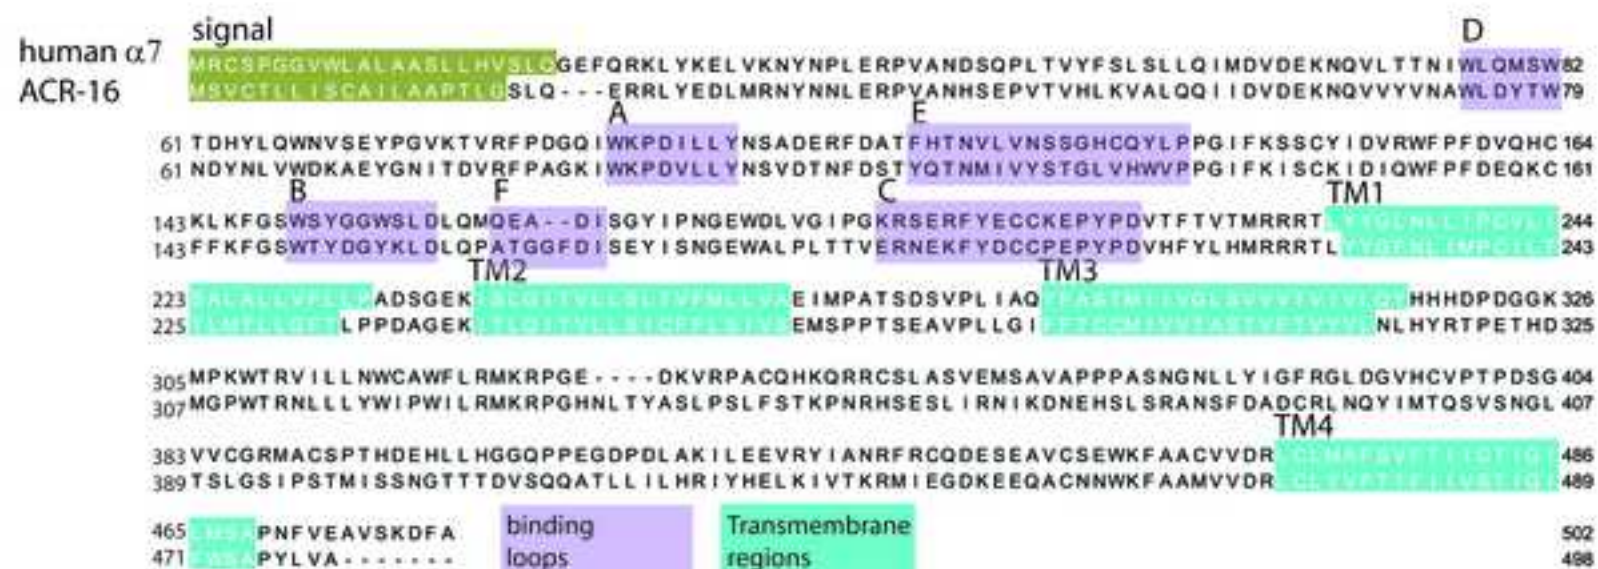 signal D
human α7 MRCSPGGVWLALAASLLHVSLQGEFQRKLYKELVKNYNPLERPVANDSQPLTVYFSLSLLQIMDVDEKNQVLTTNIWLQMSW 82
ACR-16 MSVCTLLISCAILAAPTLGSLQ---ERRLYEDLMRNYNNLERPVANHSEPVTVHLKVALQQIIDVDEKNQVVYVNAWLDYTW 79
A E
61 TDHYLQWNVSEYPGVKTVRFPDGQIWKPDILLYNSADERFDATFHTNVLVNSSGHCQYLPPGIFKSSCYIDVRWFPFDVQHC 164
61 NDYNLVWDKAEYGNITDVRFPAGKIWKPDVLLYNSVDTNFDSTYQTNMIVYSTGLVHWVPPGIFKISCKIDIQWFPFDEQKC 161
B F C TM1
143 KLKFGSWSYGGWSLDLQMQEA--DISGYIPNGEWDLVGIPGKRSERFYECCKEPYPDVTFTVTMRRRT 244
143 FFKFGSWTYDGYKLDLQPATGGFDISEYISNGEWALPLTTVERNEKFYDCCPEPYPDVHFYLHMRRRTL 243
TM2 TM3
223 ADSGEK EIMPATSDSVPLIAQ HHHDPDGGK 326
225 LPPDAGEK EMSPPTSEAVPLLGI NLHYRTPETHD 325
305 MPKWTRVILLNWCAWFLRMKRPGE----DKVRPACQHKQRRCSLASVEMSAVAPPPASNGNLLYIGFRGLDGVHCVPTPDSG 404
307 MGPWTRNLLLYWIPWILRMKRPGHNLTYASLPSLFSTKPNRHSESLIRNIKDNEHSLSRANSFDADCRLNQYIMTQSVSNGL 407
TM4
383 VVCGRMACSPTHDEHLLHGGQPPEGDPDLAKILEEVRYIANRFRCQDESEAVCSEWKFAACVVDR 486
389 TSLGSIPSTMISSNGTTTDVSQQATLLILHRIYHELKIVTKRMIEGDKEEQACNNWKFAAMVVDR 489
465 PNFVEAVSKDFA 502
471 PYLVA------- 498
binding
loops
Transmembrane
regions